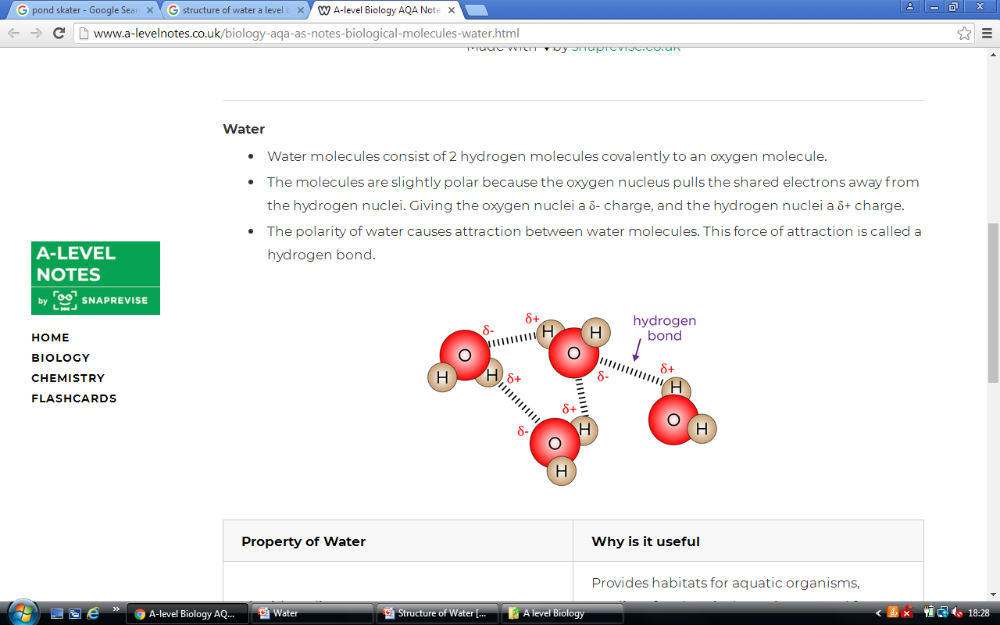 pond skater - Google Sear
structure of water a level b
A-level Biology AQA Note
www.a-levelnotes.co.uk/biology-aqa-as-notes-biological-molecules-water.html
Made with ♥ by snaprevise.co.uk
Water
• Water molecules consist of 2 hydrogen molecules covalently to an oxygen molecule.
• The molecules are slightly polar because the oxygen nucleus pulls the shared electrons away from
the hydrogen nuclei. Giving the oxygen nuclei a δ- charge, and the hydrogen nuclei a δ+ charge.
• The polarity of water causes attraction between water molecules. This force of attraction is called a
hydrogen bond.
A-LEVEL
NOTES
by SNAPREVISE
HOME
BIOLOGY
CHEMISTRY
FLASHCARDS
δ- δ+ hydrogen
bond
H H
O O
H H δ+ δ- δ+
H
δ+
δ- H O H
O
H
Property of Water Why is it useful
Provides habitats for aquatic organisms,
A-level Biology AQ...
Water
Structure of Water [...
A level Biology
18:28